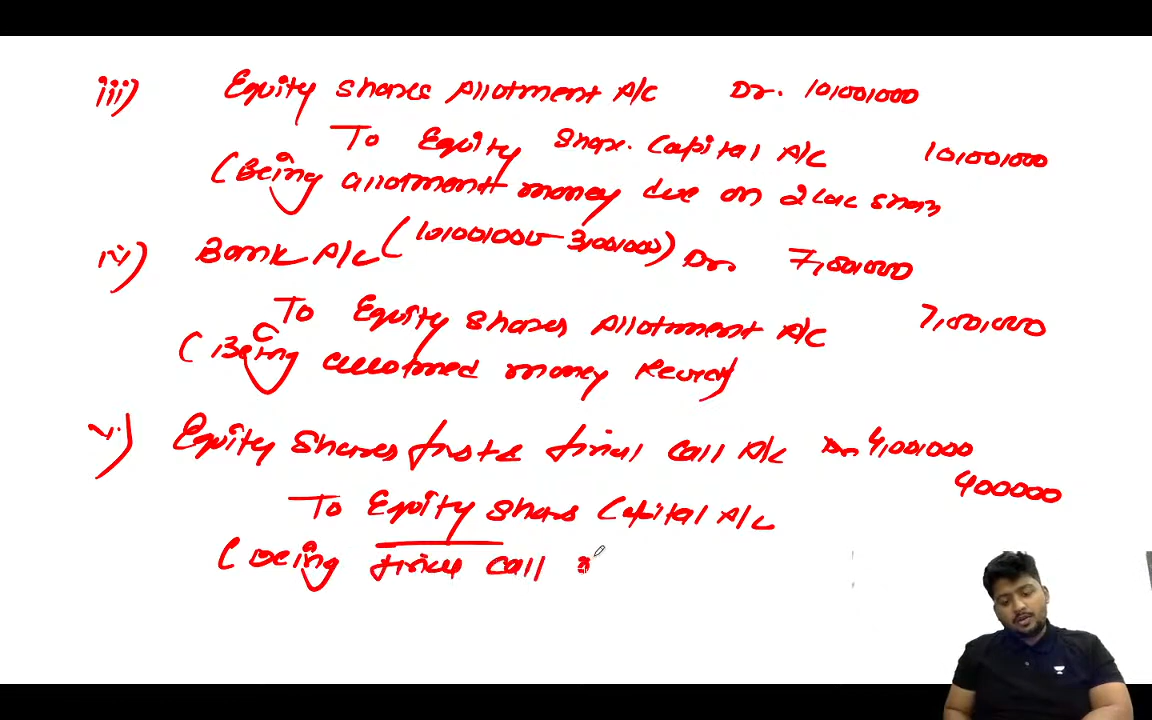 iii) Equity Shares Allotment A/c Dr. 10,00,000
To Equity Share Capital A/c 10,00,000
(Being allotment money due on 2 Lac Shares
iv) Bank A/c (10,00,000 - 3,00,000) Dr. 7,00,000
To Equity Shares Allotment A/c 7,00,000
(Being money
v) Equity Shares first & final call A/c Dr 4,00,000
400000
To Equity Share Capital A/c
(Being final call